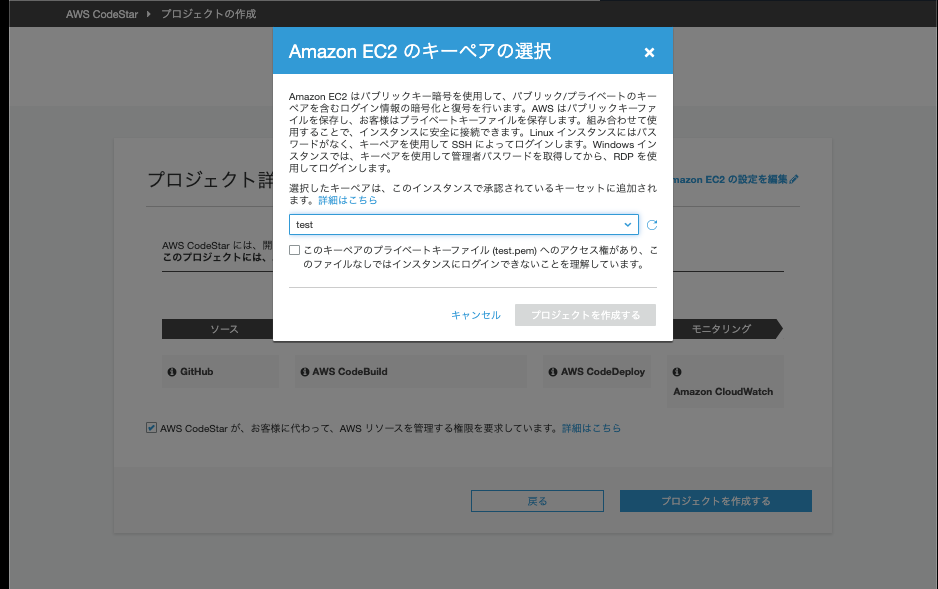 AWS CodeStar プロジェクトの作成
Amazon EC2 のキーペアの選択
Amazon EC2 はパブリックキー暗号を使用して、パブリック/プライベートのキー
ペアを含むログイン情報の暗号化と復号を行います。AWS はパブリックキーファ
イルを保存し、お客様はプライベートキーファイルを保存します。組み合わせて使
用することで、インスタンスに安全に接続できます。Linux インスタンスにはパス
ワードがなく、キーペアを使用して SSH によってログインします。Windows イン
スタンスでは、キーペアを使用して管理者パスワードを取得してから、RDP を使
用してログインします。
選択したキーペアは、このインスタンスで承認されているキーセットに追加され
ます。詳細はこちら
test
このキーペアのプライベートキーファイル (test.pem) へのアクセス権があり、こ
のファイルなしではインスタンスにログインできないことを理解しています。
キャンセル プロジェクトを作成する
プロジェクト詳
mazon EC2 の設定を編集
AWS CodeStar には、開
このプロジェクトには、
ソース モニタリング
GitHub AWS CodeBuild AWS CodeDeploy
Amazon CloudWatch
AWS CodeStar が、お客様に代わって、AWS リソースを管理する権限を要求しています。詳細はこちら
戻る プロジェクトを作成する